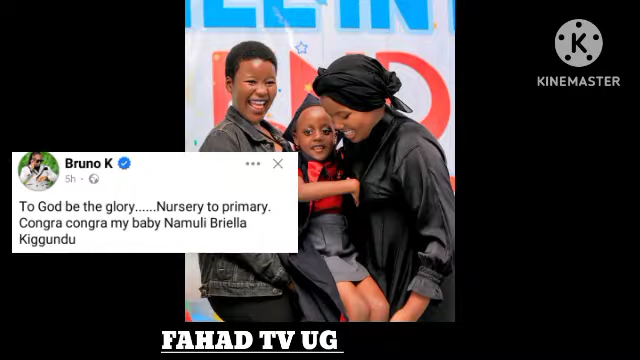 KINEMASTER
Bruno K
5h
To God be the glory......Nursery to primary.
Congra congra my baby Namuli Briella
Kiggundu
FAHAD TV UG